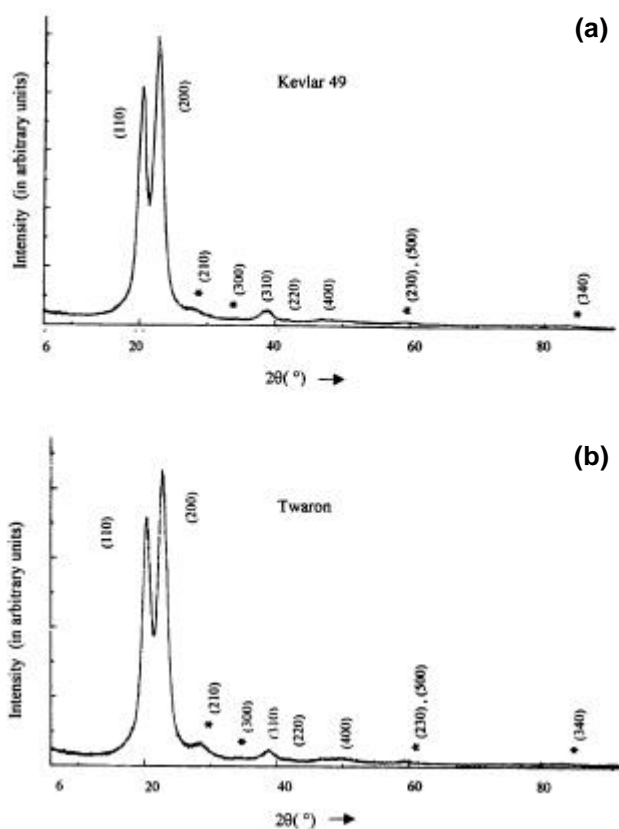 (a)
Kevlar 49
Intensity (in arbitrary units)
(110)
(200)
* (210)
* (300)
(310)
(220)
(400)
* (230) , (500)
* (340)
6 20 40 60 80
2θ( °) →
(b)
Twaron
Intensity (in arbitrary units)
(110)
(200)
* (210)
* (300)
(310)
(220)
(400)
* (230) , (500)
* (340)
6 20 40 60 80
2θ( °) →